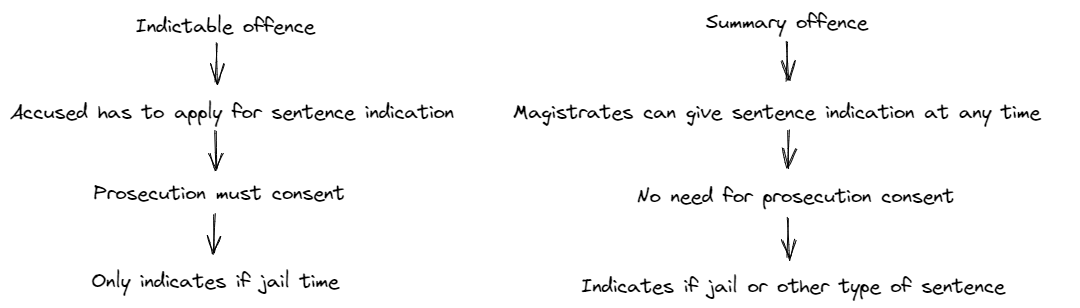 Indictable offence
Accused has to apply for sentence indication
Prosecution must consent
Only indicates if jail time
Summary offence
Magistrates can give sentence indication at any time
No need for prosecution consent
Indicates if jail or other type of sentence